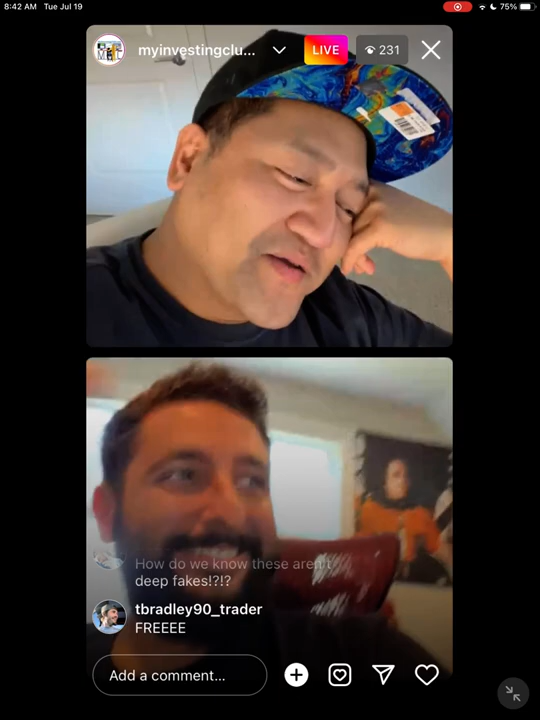 8:42 AM Tue Jul 19
75%
myinvestingclu...
LIVE
231
How do we know these aren't
deep fakes!?!?
tbradley90_trader
FREEEE
Add a comment...